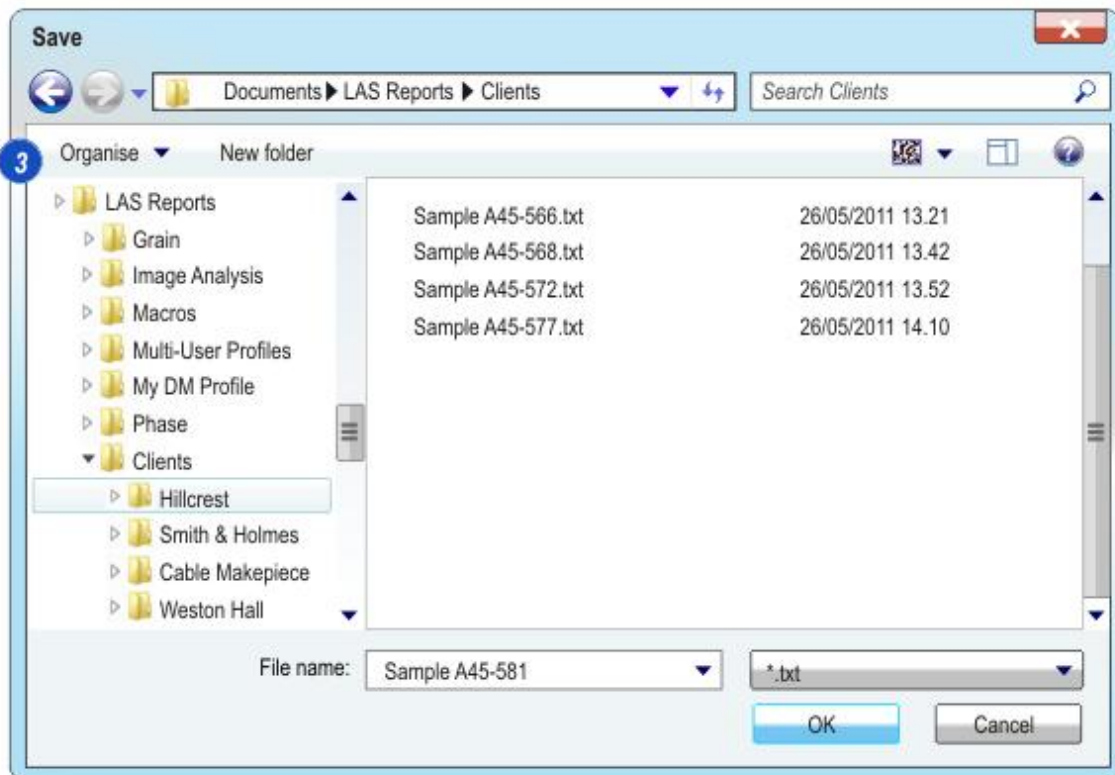 Save
Documents LAS Reports Clients
Search Clients
3
Organise
New folder
LAS Reports
Grain
Image Analysis
Macros
Multi-User Profiles
My DM Profile
Phase
Clients
Hillcrest
Smith & Holmes
Cable Makepiece
Weston Hall
Sample A45-566.txt 26/05/2011 13.21
Sample A45-568.txt 26/05/2011 13.42
Sample A45-572.txt 26/05/2011 13.52
Sample A45-577.txt 26/05/2011 14.10
File name: Sample A45-581 *.txt
OK Cancel